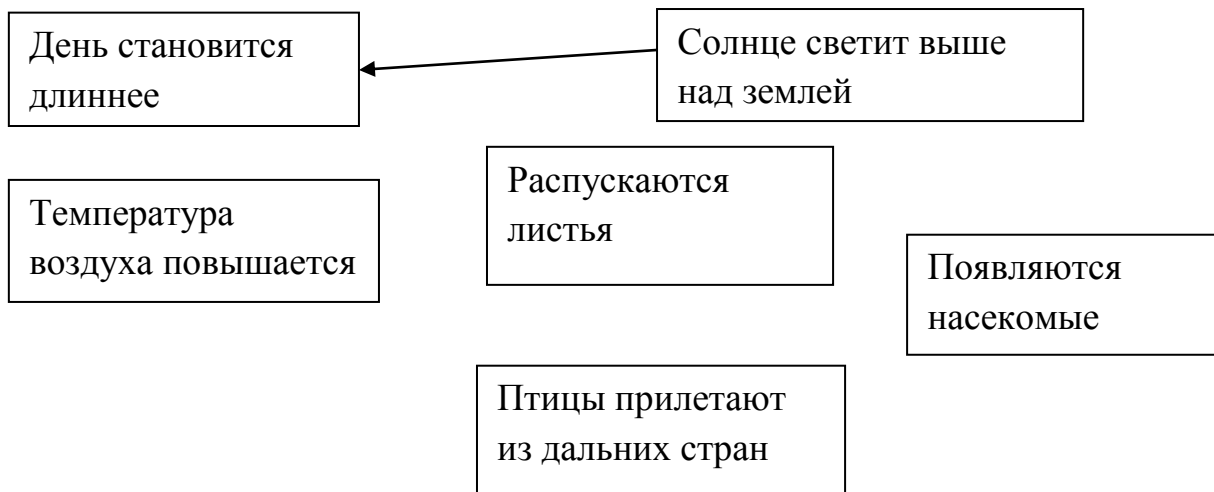 День становится
длиннее
Солнце светит выше
над землей
Распускаются
листья
Температура
воздуха повышается
Появляются
насекомые
Птицы прилетают
из дальних стран